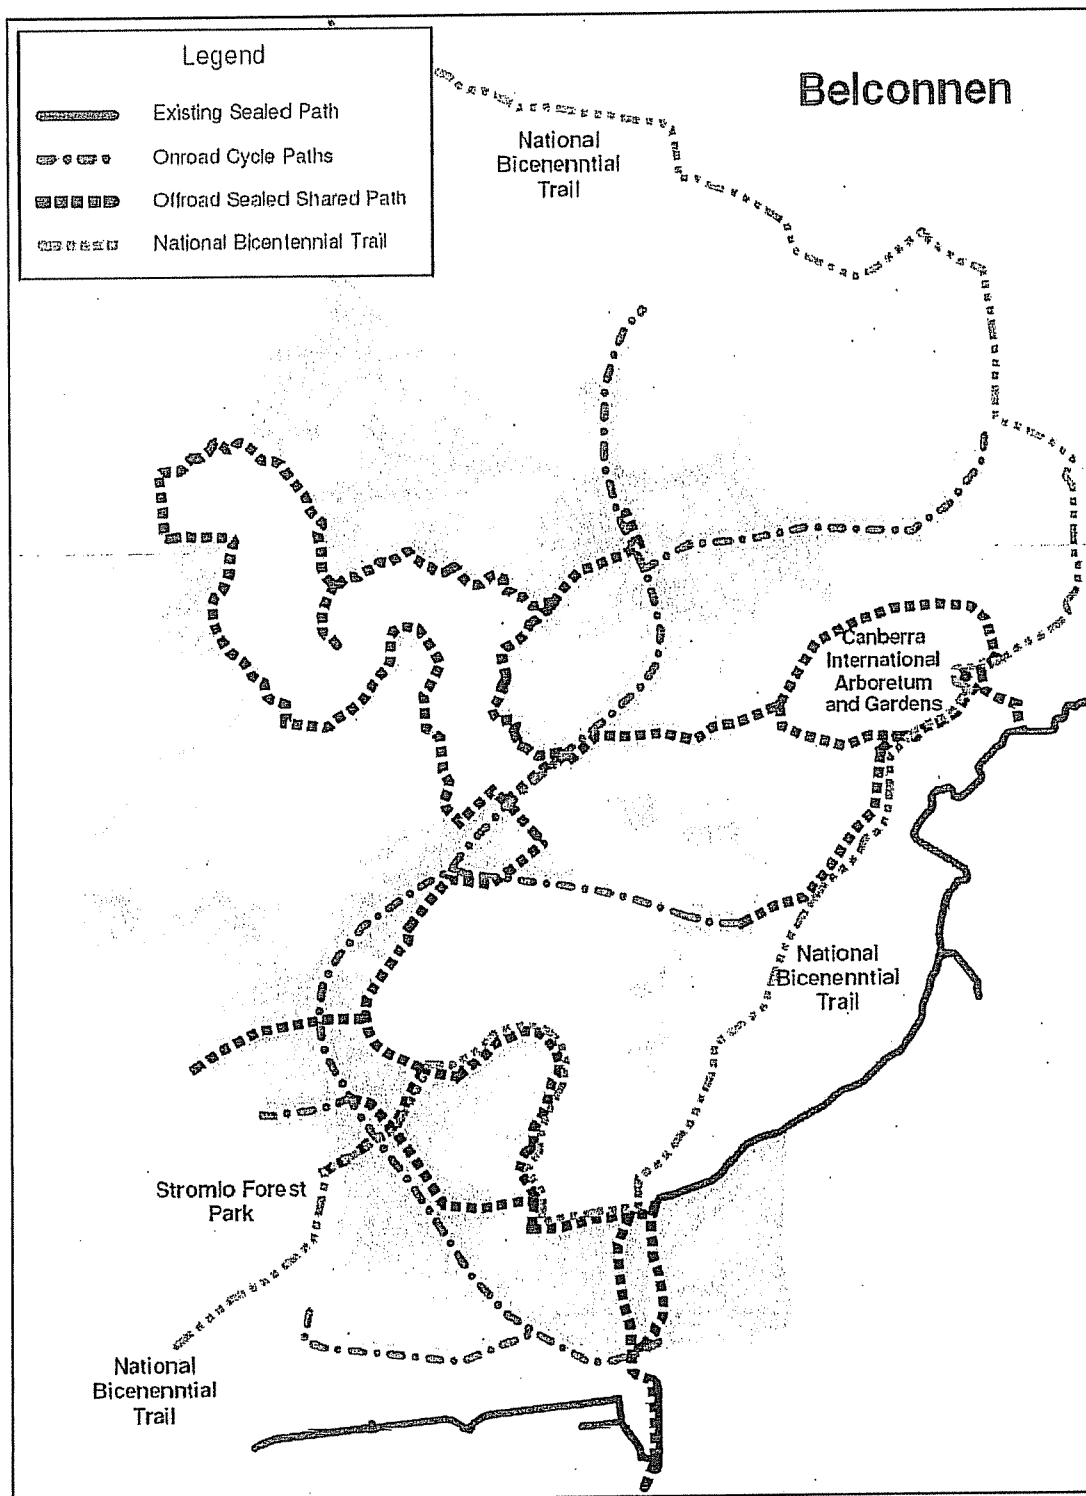 Legend
Existing Sealed Path
Onroad Cycle Paths
Offroad Sealed Shared Path
National Bicentennial Trail
Belconnen
National
Bicenenntial
Trail
Canberra
International
Arboretum
and Gardens
National
Bicenenntial
Trail
Stromlo Forest
Park
National
Bicenenntial
Trail